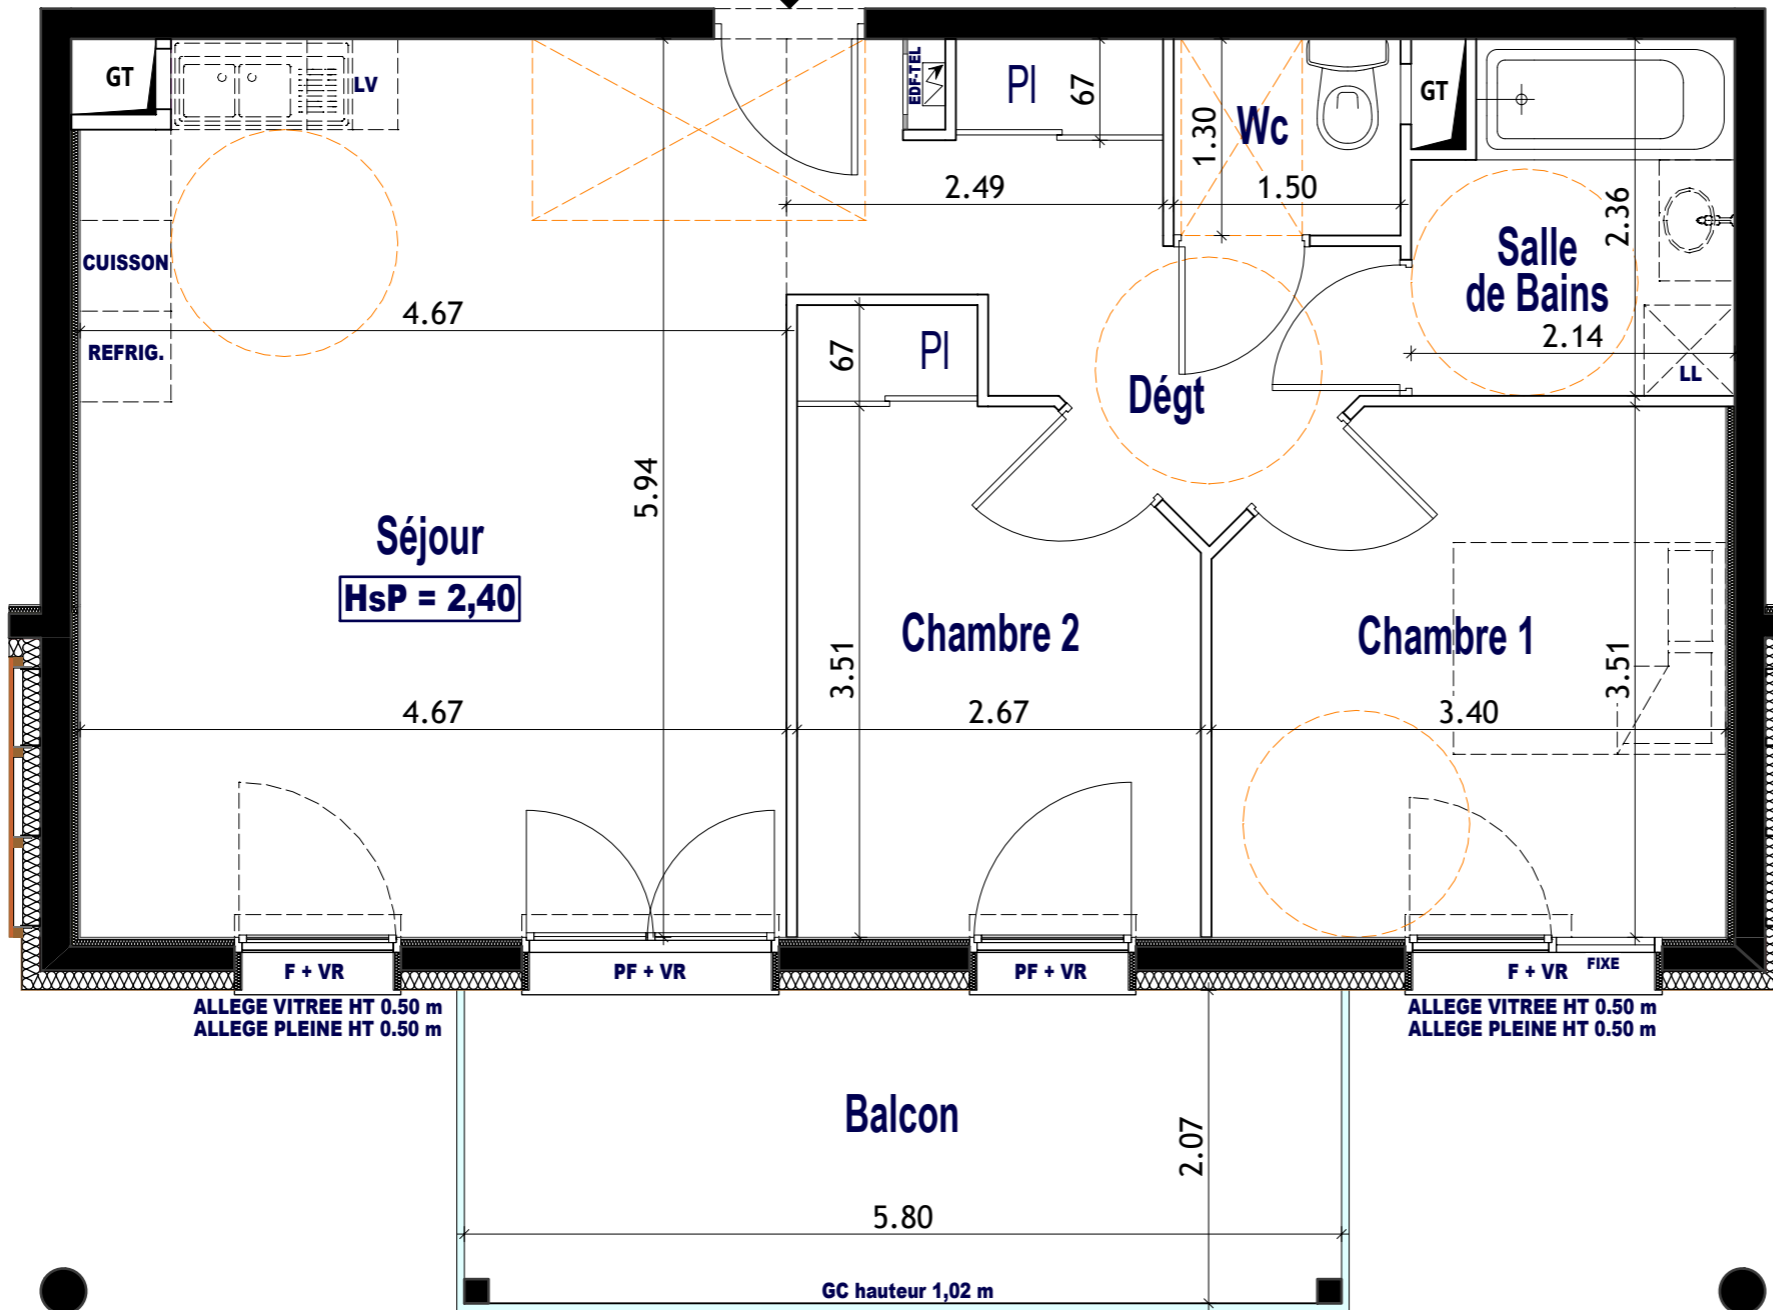 GT
LV
EDF-TEL
Pl
67
1.30
Wc
GT
2.49
1.50
2.36
Salle
de Bains
CUISSON
4.67
REFRIG.
67
Pl
2.14
LL
Dégt
5.94
Séjour
HsP = 2,40
Chambre 2
Chambre 1
3.51
3.51
4.67
2.67
3.40
F + VR
PF + VR
PF + VR
F + VR
FIXE
ALLEGE VITREE HT 0.50 m
ALLEGE PLEINE HT 0.50 m
ALLEGE VITREE HT 0.50 m
ALLEGE PLEINE HT 0.50 m
Balcon
2.07
5.80
GC hauteur 1,02 m